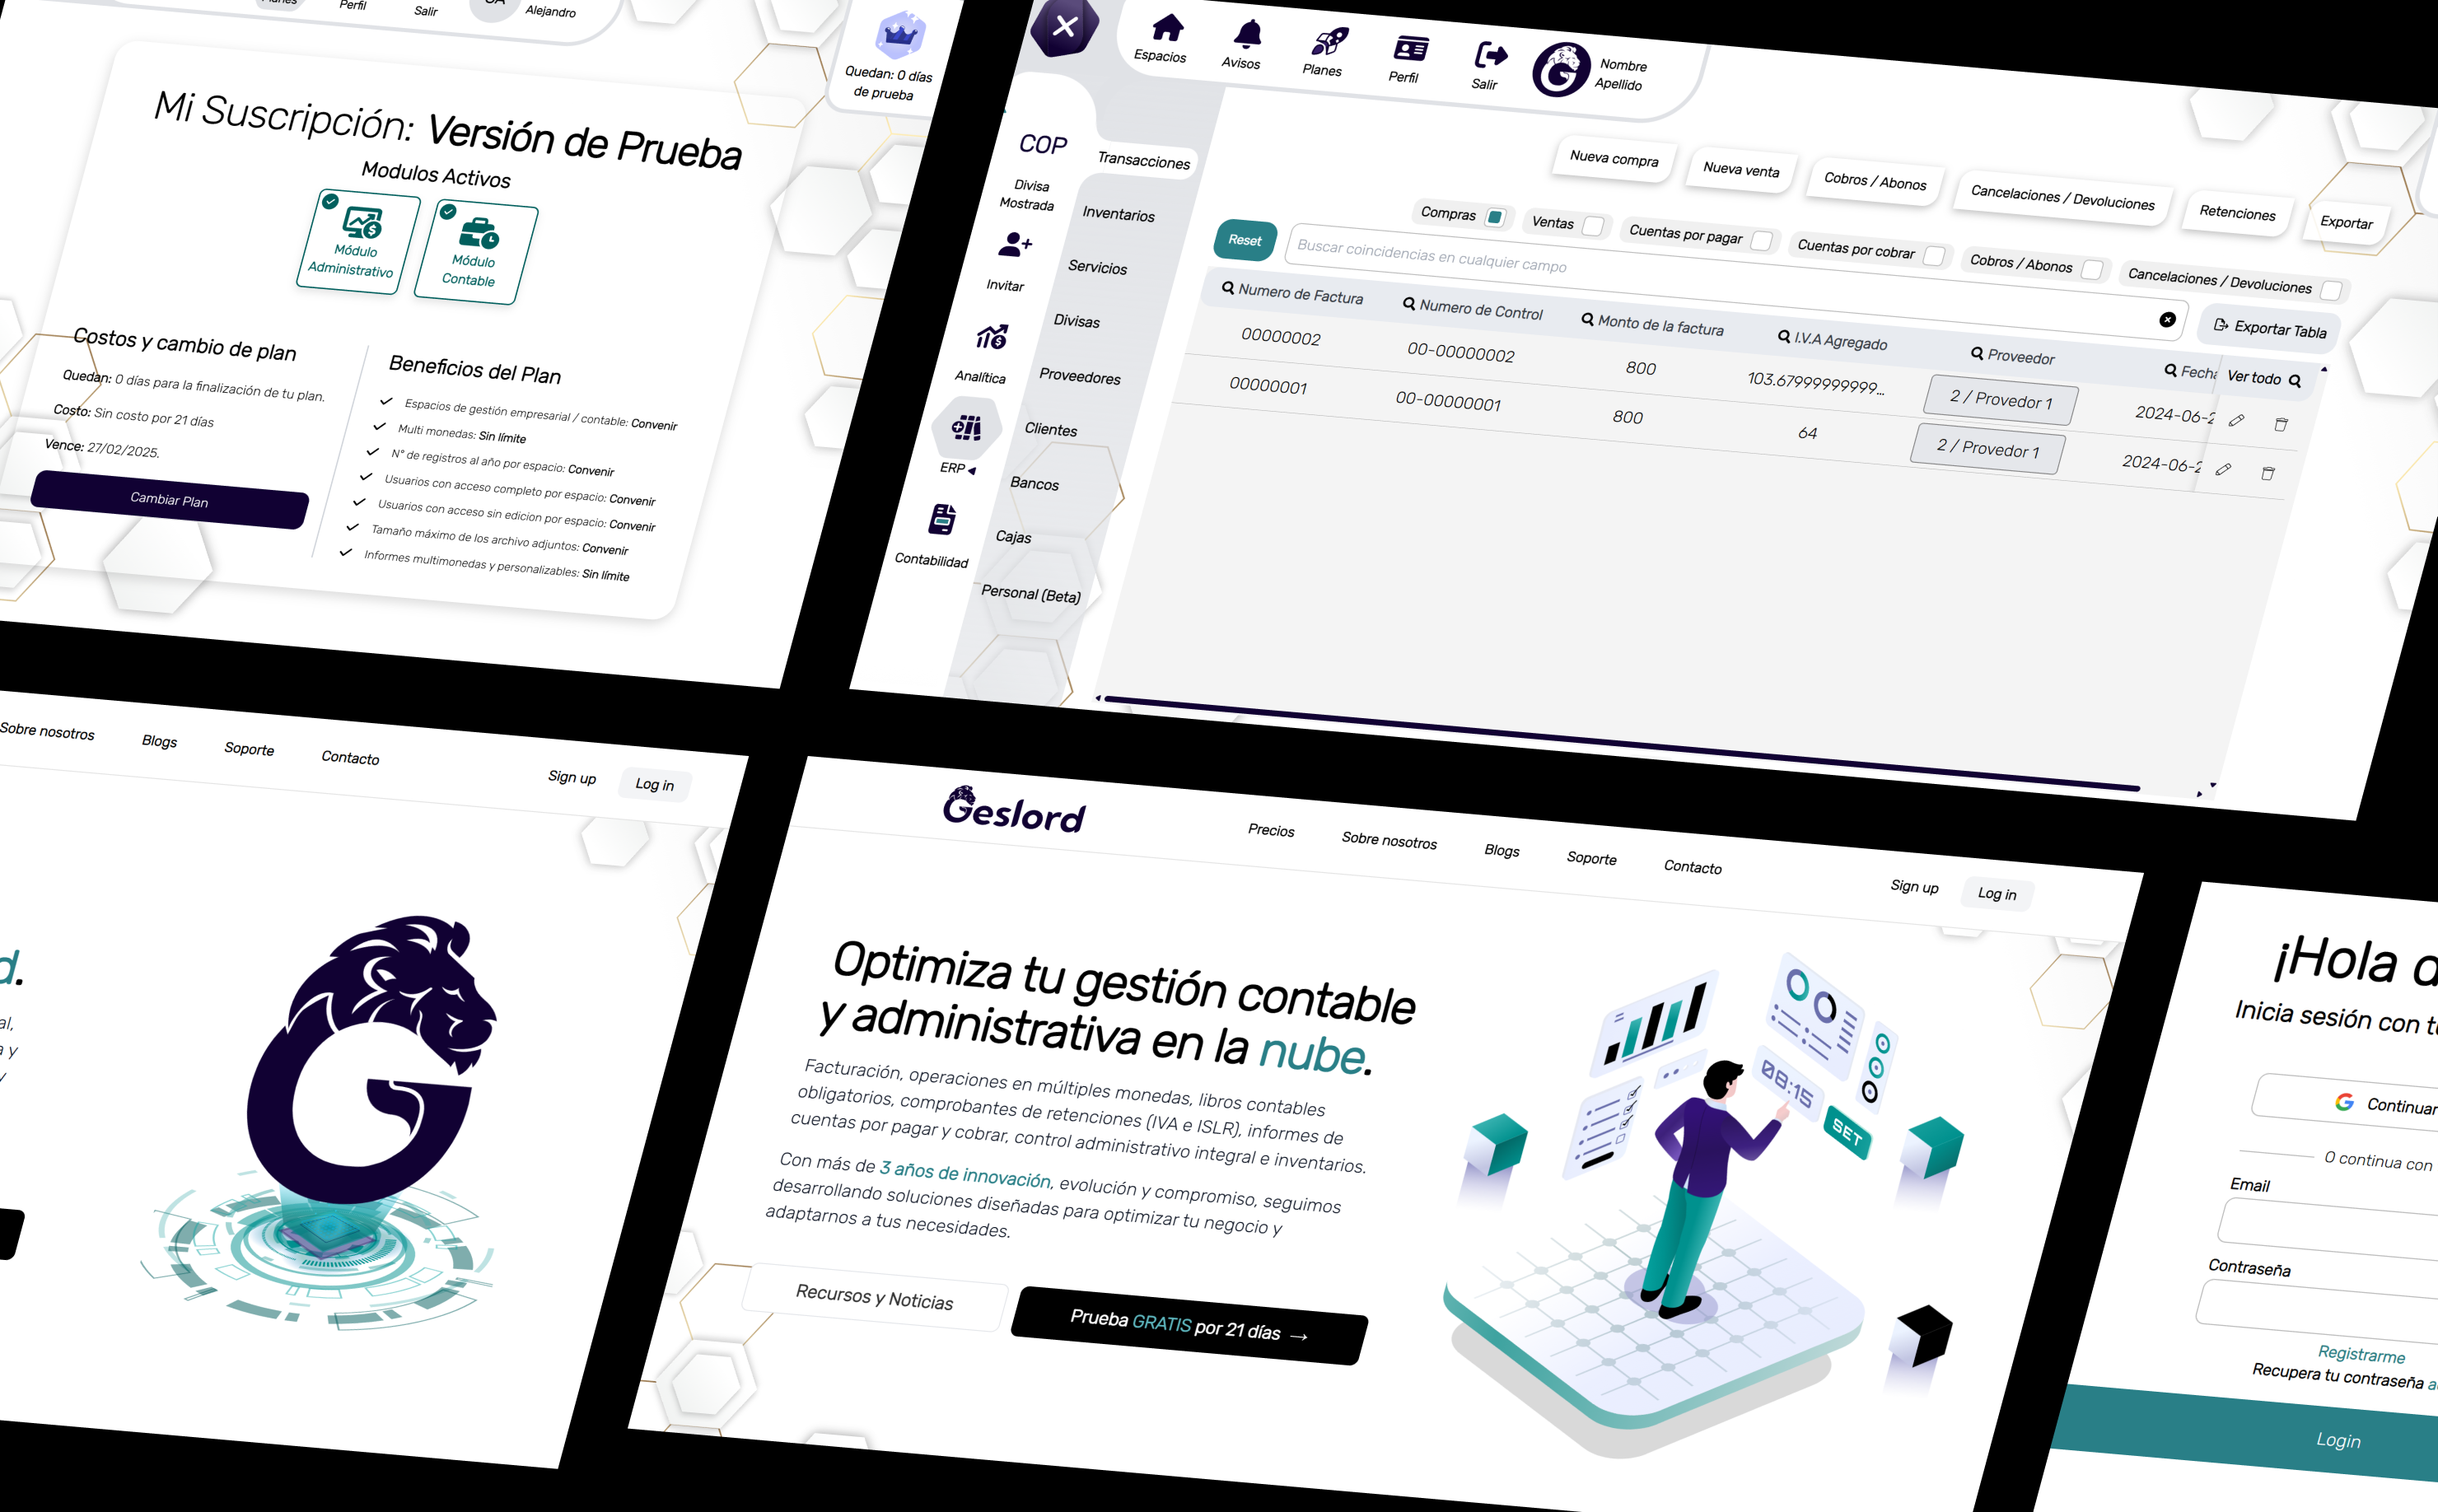 Perfil
Salir
Alejandro
Quedan: 0 días
de prueba
Mi Suscripción: Versión de Prueba
Modulos Activos
Módulo
Administrativo
Módulo
Contable
Costos y cambio de plan
Quedan: 0 días para la finalización de tu plan.
Costo: Sin costo por 21 días
Vence: 27/02/2025.
Cambiar Plan
Beneficios del Plan
Espacios de gestión empresarial / contable: Convenir
Multi monedas: Sin límite
N° de registros al año por espacio: Convenir
Usuarios con acceso completo por espacio: Convenir
Usuarios con acceso sin edicion por espacio: Convenir
Tamaño máximo de los archivo adjuntos: Convenir
Informes multimonedas y personalizables: Sin límite
Espacios
Avisos
Planes
Perfil
Salir
Nombre
Apellido
COP
Divisa
Mostrada
Invitar
Analítica
ERP
Contabilidad
Transacciones
Inventarios
Servicios
Divisas
Proveedores
Clientes
Bancos
Cajas
Personal (Beta)
Nueva compra
Nueva venta
Cobros / Abonos
Cancelaciones / Devoluciones
Retenciones
Exportar
Compras
Ventas
Cuentas por pagar
Cuentas por cobrar
Cobros / Abonos
Cancelaciones / Devoluciones
Reset
Buscar coincidencias en cualquier campo
Exportar Tabla
Numero de Factura
Numero de Control
Monto de la factura
I.V.A Agregado
Proveedor
Fecha
Ver todo
00000002
00-00000002
800
103.67999999999...
2 / Provedor 1
2024-06-2
00000001
00-00000001
800
64
2 / Provedor 1
2024-06-2
Sobre nosotros
Blogs
Soporte
Contacto
Sign up
Log in
d.
al,
a y
y
Geslord
Precios
Sobre nosotros
Blogs
Soporte
Contacto
Sign up
Log in
Optimiza tu gestión contable
y administrativa en la nube.
Facturación, operaciones en múltiples monedas, libros contables
obligatorios, comprobantes de retenciones (IVA e ISLR), informes de
cuentas por pagar y cobrar, control administrativo integral e inventarios.
Con más de 3 años de innovación, evolución y compromiso, seguimos
desarrollando soluciones diseñadas para optimizar tu negocio y
adaptarnos a tus necesidades.
Recursos y Noticias
Prueba GRATIS por 21 días →
08:15
SET
¡Hola d
Inicia sesión con tu
Continuar
O continua con
Email
Contraseña
Registrarme
Recupera tu contraseña a
Login